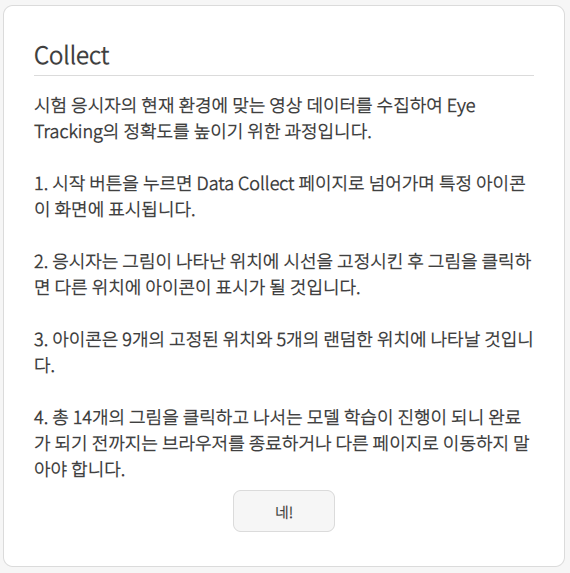 Collect
시험 응시자의 현재 환경에 맞는 영상 데이터를 수집하여 Eye
Tracking의 정확도를 높이기 위한 과정입니다.
1. 시작 버튼을 누르면 Data Collect 페이지로 넘어가며 특정 아이콘
이 화면에 표시됩니다.
2. 응시자는 그림이 나타난 위치에 시선을 고정시킨 후 그림을 클릭하
면 다른 위치에 아이콘이 표시가 될 것입니다.
3. 아이콘은 9개의 고정된 위치와 5개의 랜덤한 위치에 나타날 것입니
다.
4. 총 14개의 그림을 클릭하고 나서는 모델 학습이 진행이 되니 완료
가 되기 전까지는 브라우저를 종료하거나 다른 페이지로 이동하지 말
아야 합니다.
네!